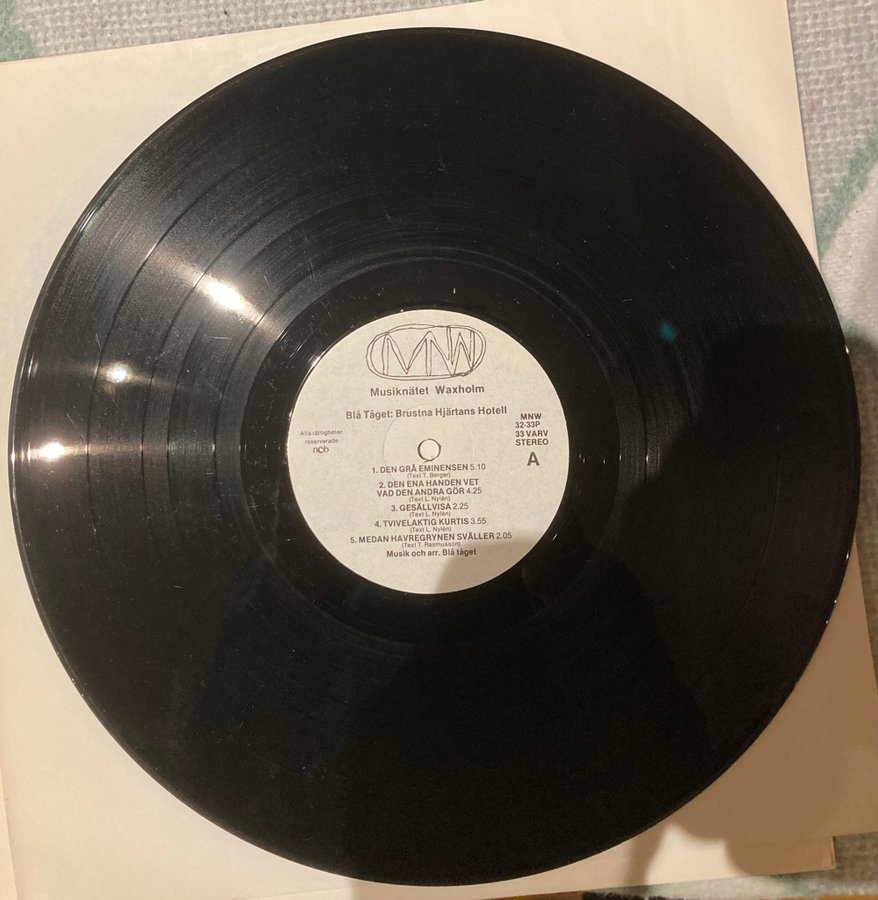 MNW
Musiknätet Waxholm
Blå Tåget: Brustna Hjärtans Hotell
Alla rättigheter
reserverade
ncb
MNW
32-33P
33 VARV
STEREO
A
1. DEN GRÅ EMINENSEN 5.10
(Text T. Berger)
2. DEN ENA HANDEN VET
VAD DEN ANDRA GÖR 4.25
(Text L. Nylén)
3. GESÄLLVISA 2.25
(Text L. Nylén)
4. TVIVELAKTIG KURTIS 3.55
(Text L. Nylén)
5. MEDAN HAVREGRYNEN SVÄLLER 2.05
(Text T. Rasmusson)
Musik och arr. Blå tåget